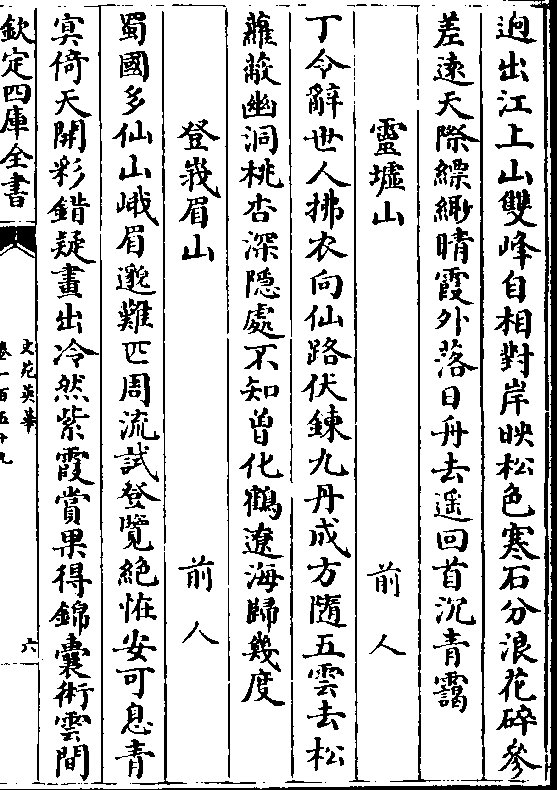 逈出江上山雙峰自相對岸映松色寒石分浪花碎參
差遠天際縹緲晴霞外落日舟去遥回首沉青靄
靈墟山 前人
丁令辭世人拂衣向仙路伏鍊九丹成方隨五雲去松
蘿蔽幽洞桃杏深隱處不知曽化鶴遼海歸幾度
登峩眉山 前人
蜀國多仙山峨眉邈難匹周流試登覽絶恠安可息青
㝠倚天開彩錯疑畫出冷然紫霞賞果得錦囊術雲間
欽定四庫全書
文苑英華
卷一百五十九
六